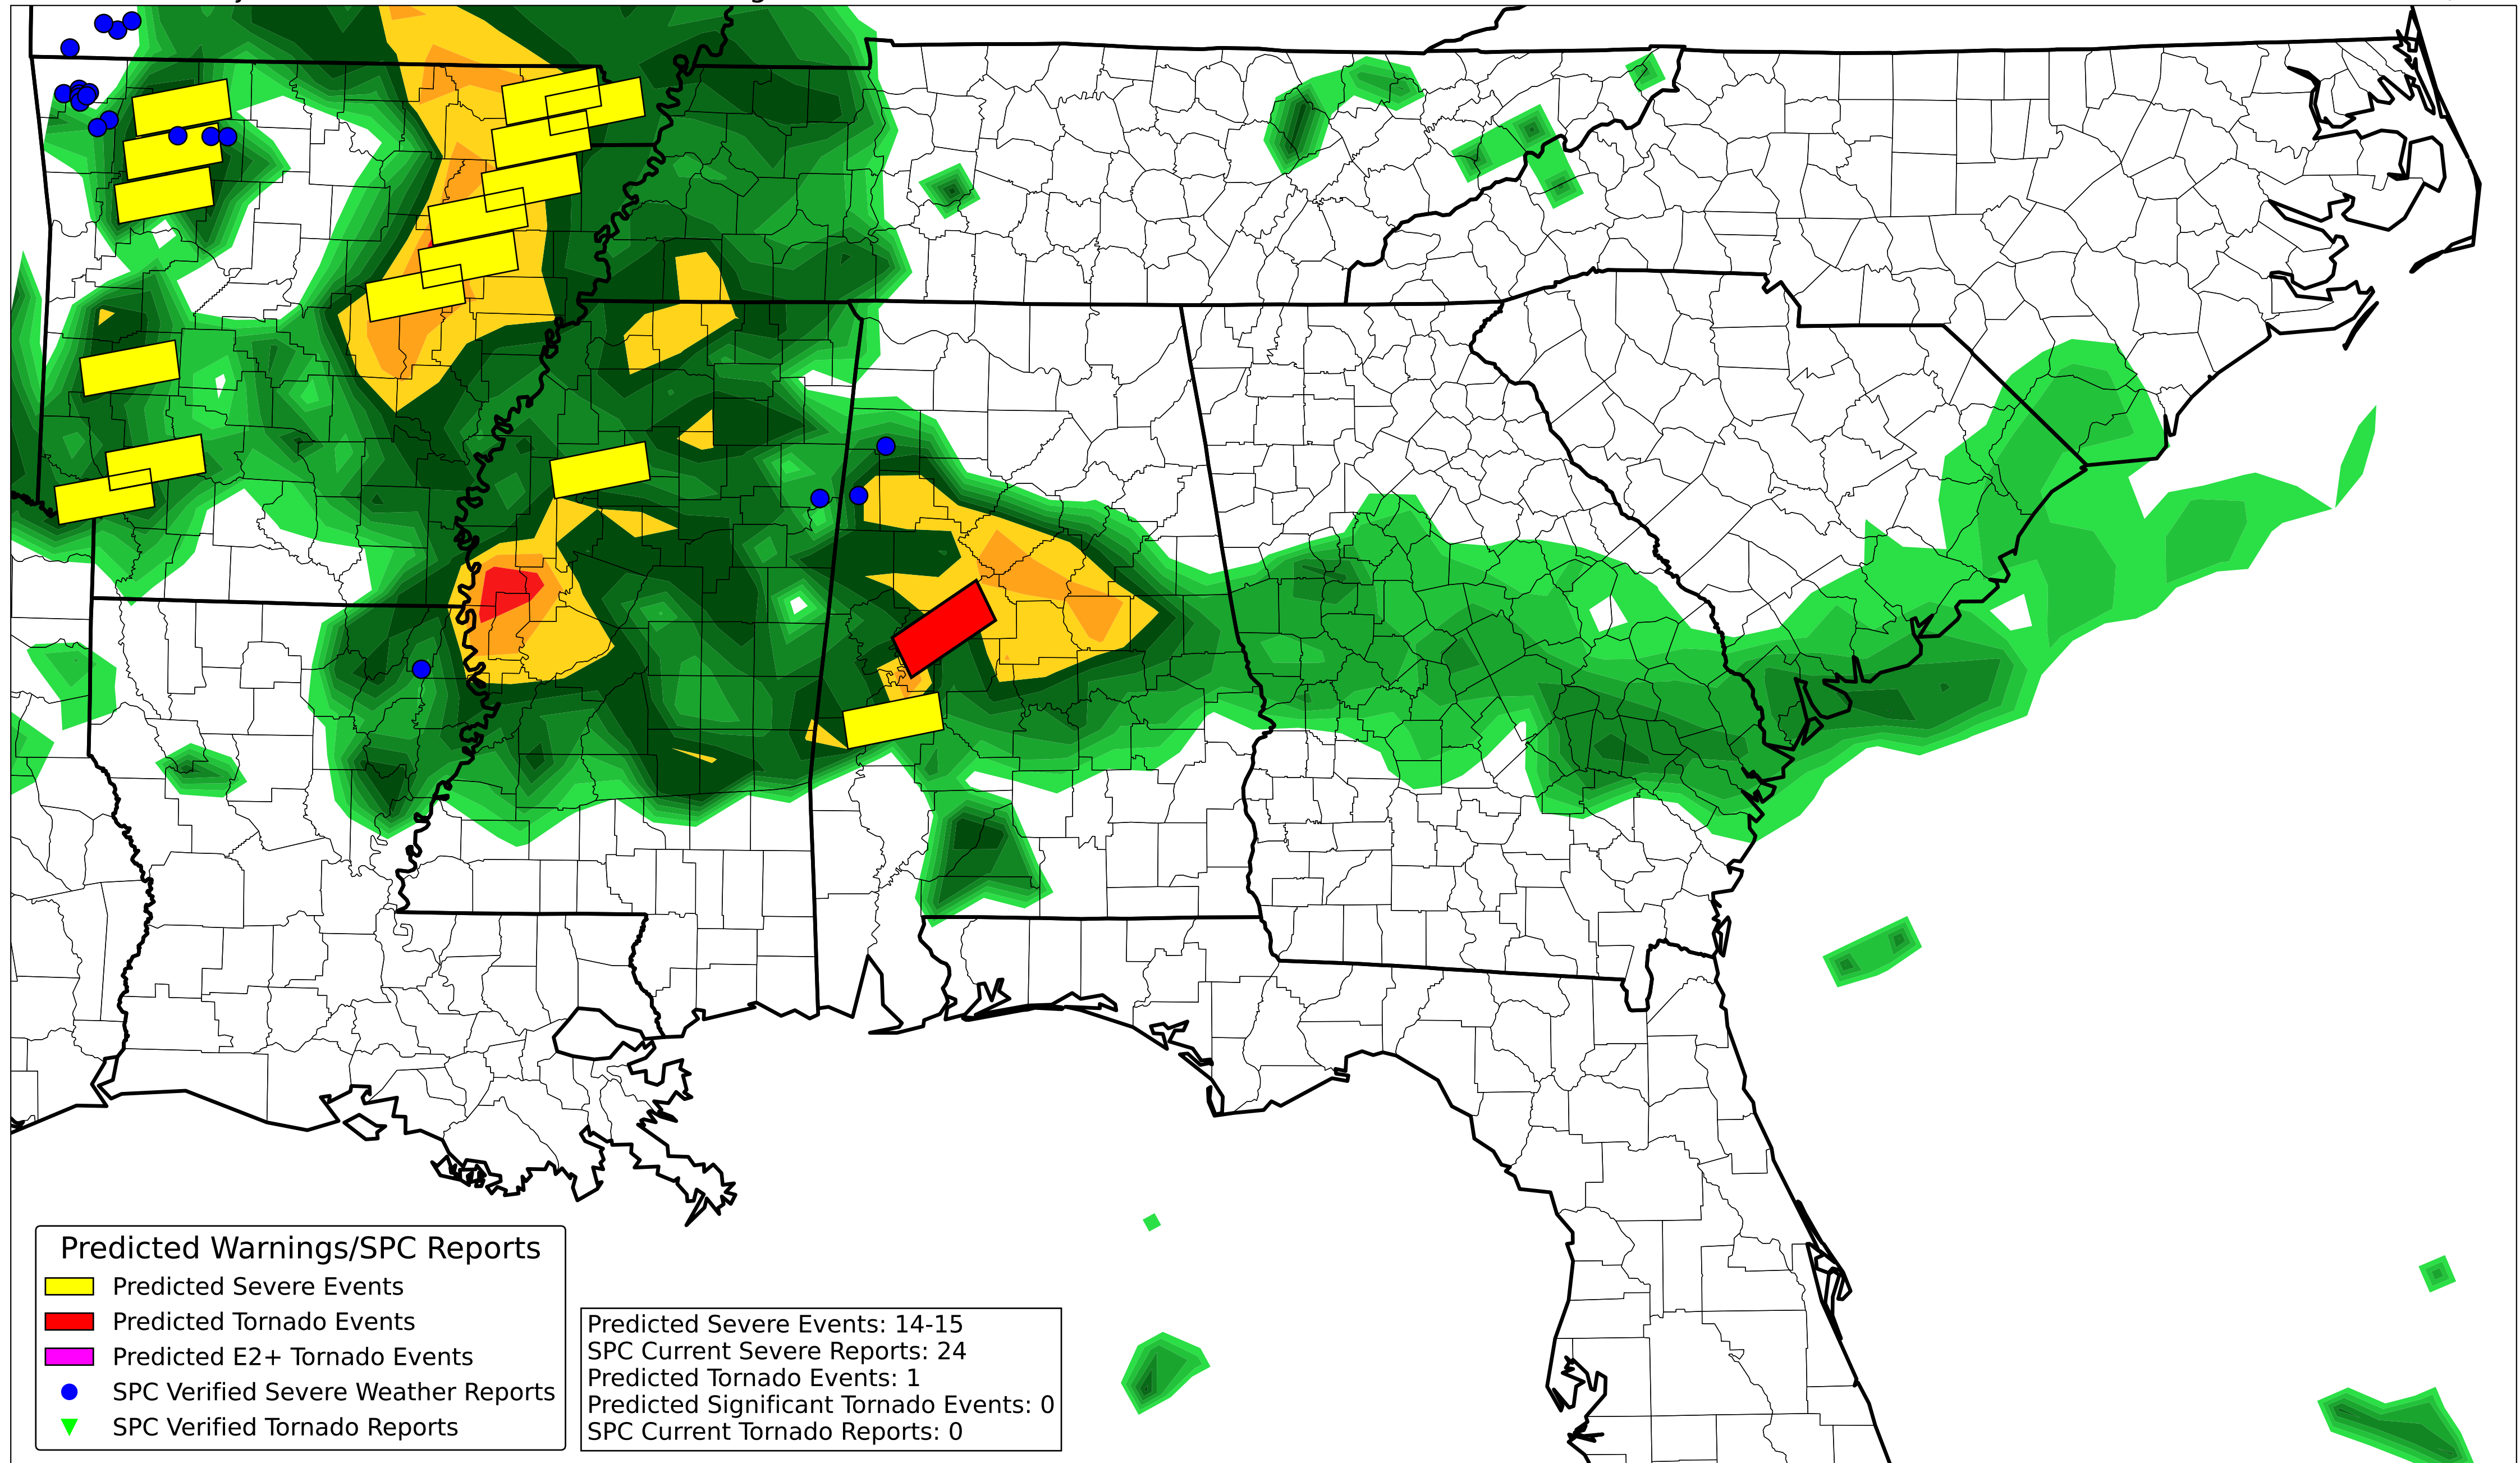 Predicted Warnings/SPC Reports
Predicted Severe Events
Predicted Tornado Events
Predicted E2+ Tornado Events
SPC Verified Severe Weather Reports
SPC Verified Tornado Reports
Predicted Severe Events: 14-15
SPC Current Severe Reports: 24
Predicted Tornado Events: 1
Predicted Significant Tornado Events: 0
SPC Current Tornado Reports: 0